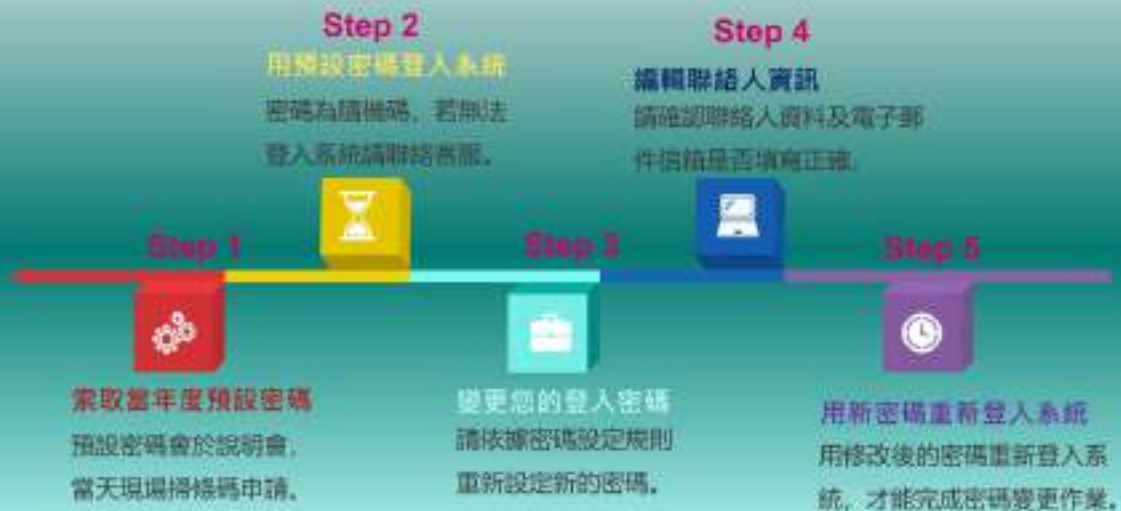 Step 1
索取當年度預設密碼
預設密碼會於說明會,
當天現場掃條碼申請。
Step 2
用預設密碼登入系統
密碼為隨機碼, 若無法
登入系統請聯絡客服。
Step 3
變更您的登入密碼
請依據密碼設定規則
重新設定新的密碼。
Step 4
編輯聯絡人資訊
請確認聯絡人資料及電子郵
件信箱是否填寫正確.
Step 5
用新密碼重新登入系統
用修改後的密碼重新登入系
統, 才能完成密碼變更作業。